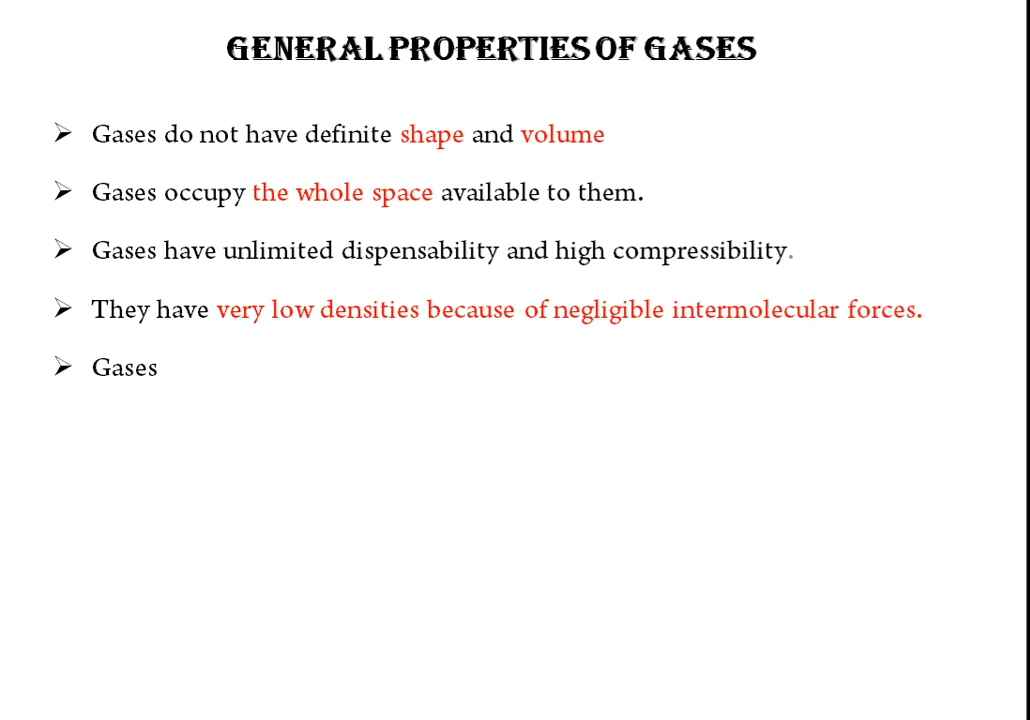 GENERAL PROPERTIES OF GASES
➢ Gases do not have definite shape and volume
➢ Gases occupy the whole space available to them.
➢ Gases have unlimited dispensability and high compressibility.
➢ They have very low densities because of negligible intermolecular forces.
➢ Gases